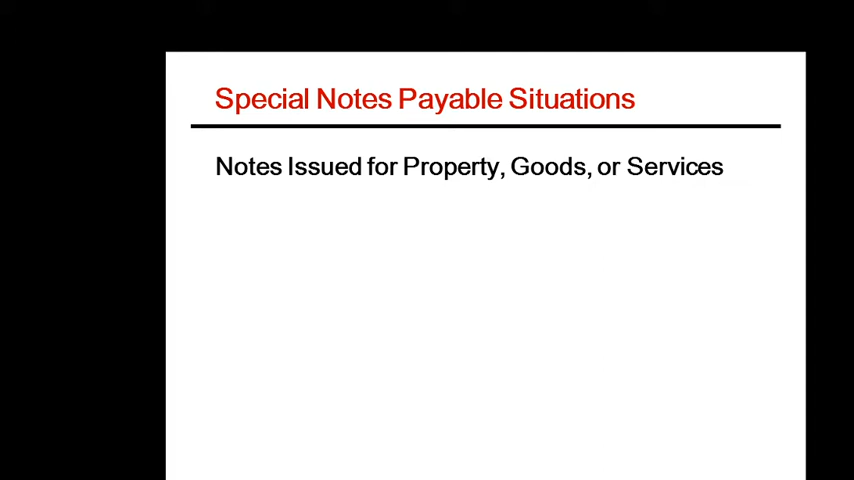 Special Notes Payable Situations
Notes Issued for Property, Goods, or Services